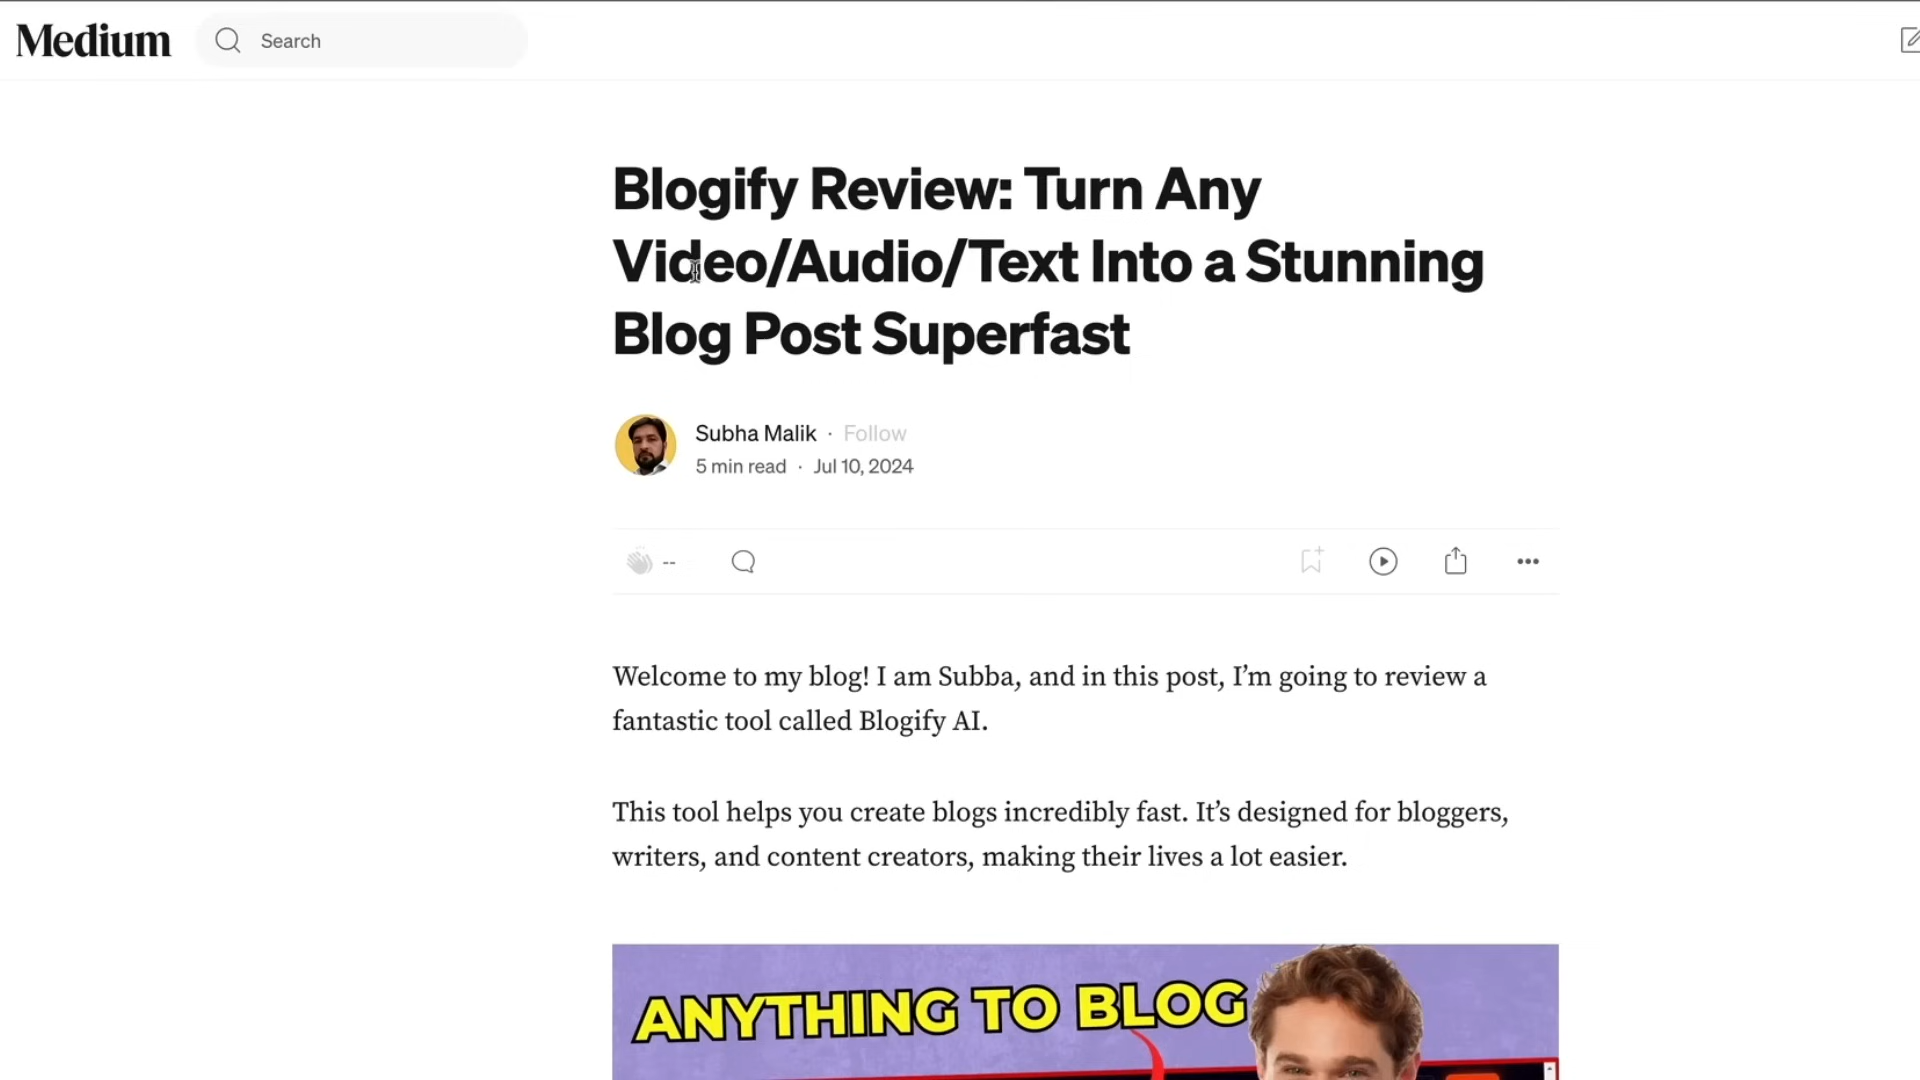 Medium
Search
Blogify Review: Turn Any
Video/Audio/Text Into a Stunning
Blog Post Superfast
Subha Malik · Follow
5 min read · Jul 10, 2024
--
Welcome to my blog! I am Subba, and in this post, I’m going to review a
fantastic tool called Blogify AI.
This tool helps you create blogs incredibly fast. It’s designed for bloggers,
writers, and content creators, making their lives a lot easier.
ANYTHING TO BLOG